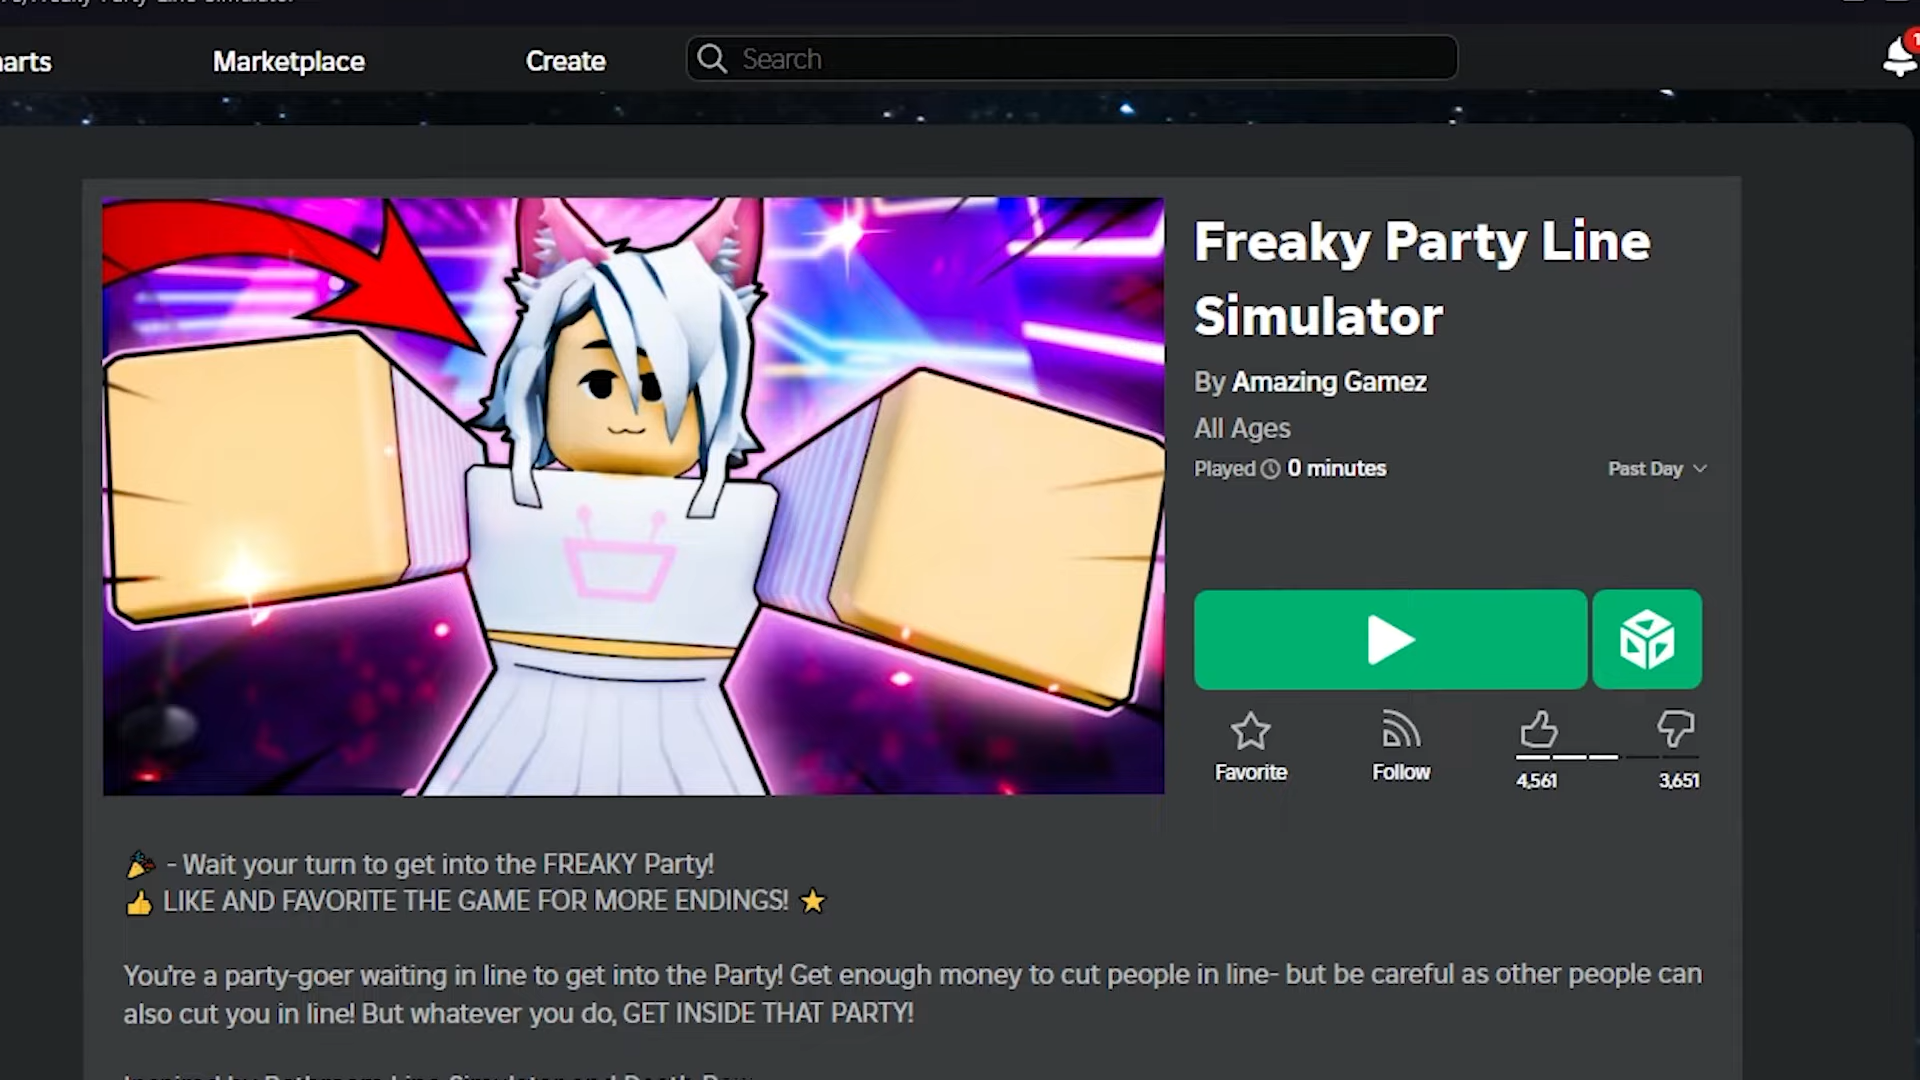 Marketplace
Create
Search
1
Freaky Party Line
Simulator
By Amazing Gamez
All Ages
Played 0 minutes
Past Day
Favorite
Follow
4,561
3,651
- Wait your turn to get into the FREAKY Party!
LIKE AND FAVORITE THE GAME FOR MORE ENDINGS!
You're a party-goer waiting in line to get into the Party! Get enough money to cut people in line- but be careful as other people can
also cut you in line! But whatever you do, GET INSIDE THAT PARTY!